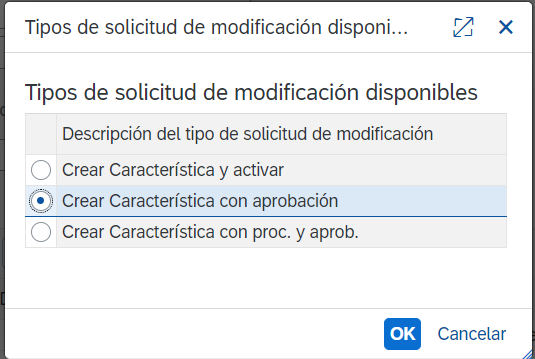 Tipos de solicitud de modificación disponi...
Tipos de solicitud de modificación disponibles
Descripción del tipo de solicitud de modificación
Crear Característica y activar
Crear Característica con aprobación
Crear Característica con proc. y aprob.
OK Cancelar